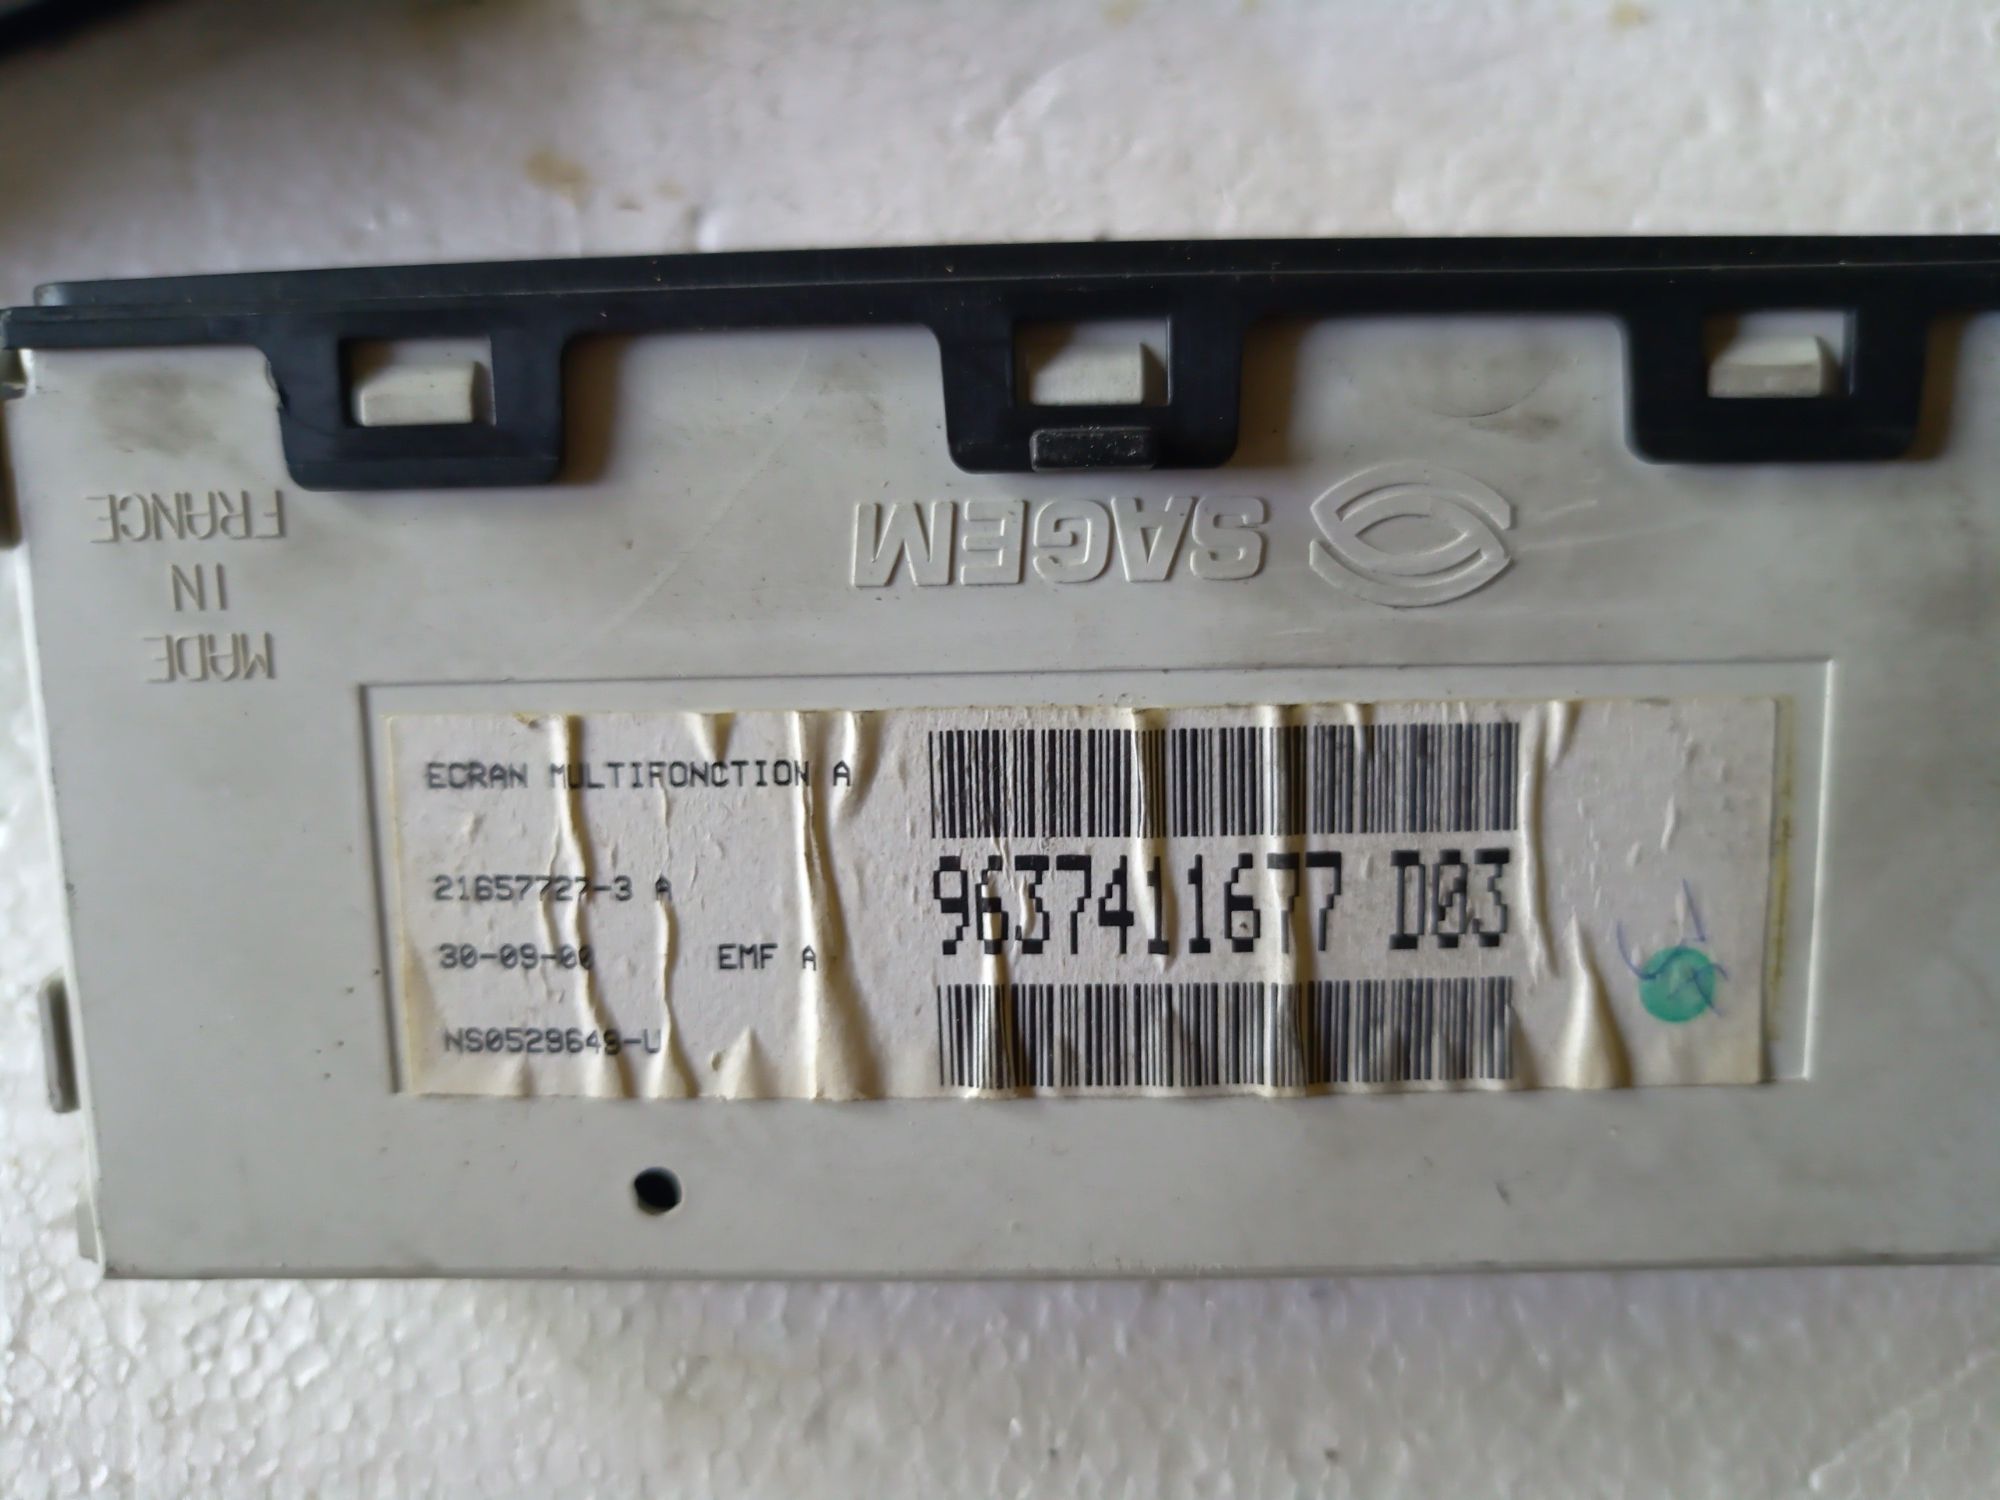 SAGEM
MADE
IN
FRANCE
ECRAN MULTIFONCTION A
21657727-3 A
30-09-00 EMF A
NS0529649-U
9637411677 D03